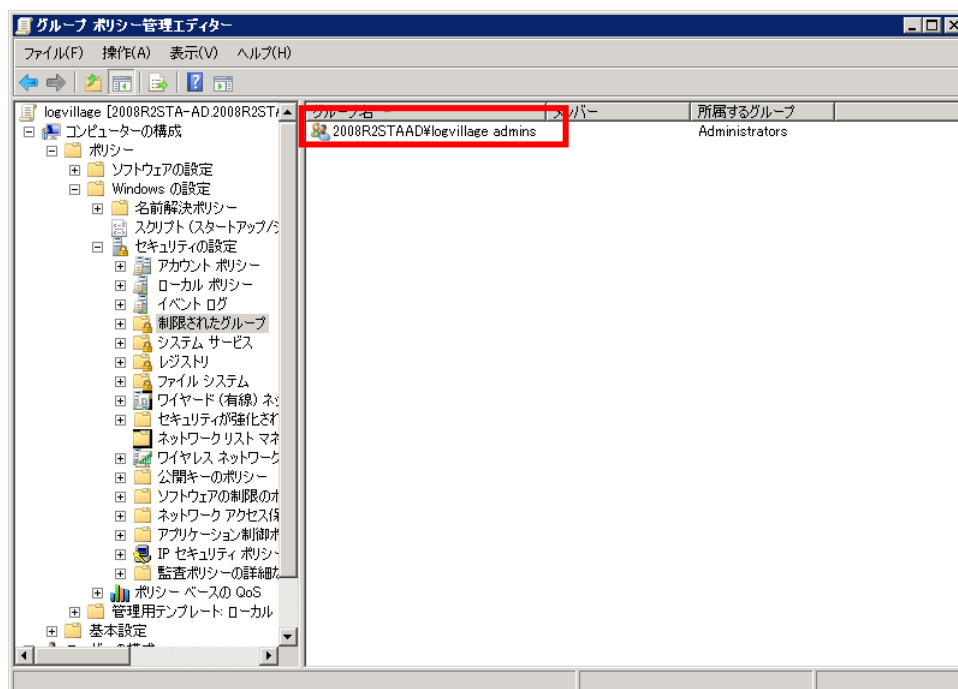 グループ ポリシー管理エディター
ファイル(F) 操作(A) 表示(V) ヘルプ(H)
logvillage [2008R2STA-AD.2008R2STA
グループ名 メンバー 所属するグループ
2008R2STAAD¥logvillage admins Administrators
コンピューターの構成
ポリシー
ソフトウェアの設定
Windows の設定
名前解決ポリシー
スクリプト (スタートアップ/シ
セキュリティの設定
アカウント ポリシー
ローカル ポリシー
イベント ログ
制限されたグループ
システム サービス
レジストリ
ファイル システム
ワイヤード (有線) ネッ
セキュリティが強化され
ネットワーク リスト マネ
ワイヤレス ネットワーク
公開キーのポリシー
ソフトウェアの制限のポ
ネットワーク アクセス保
アプリケーション制御ポ
IP セキュリティ ポリシー
監査ポリシーの詳細な
ポリシー ベースの QoS
管理用テンプレート: ローカル
基本設定